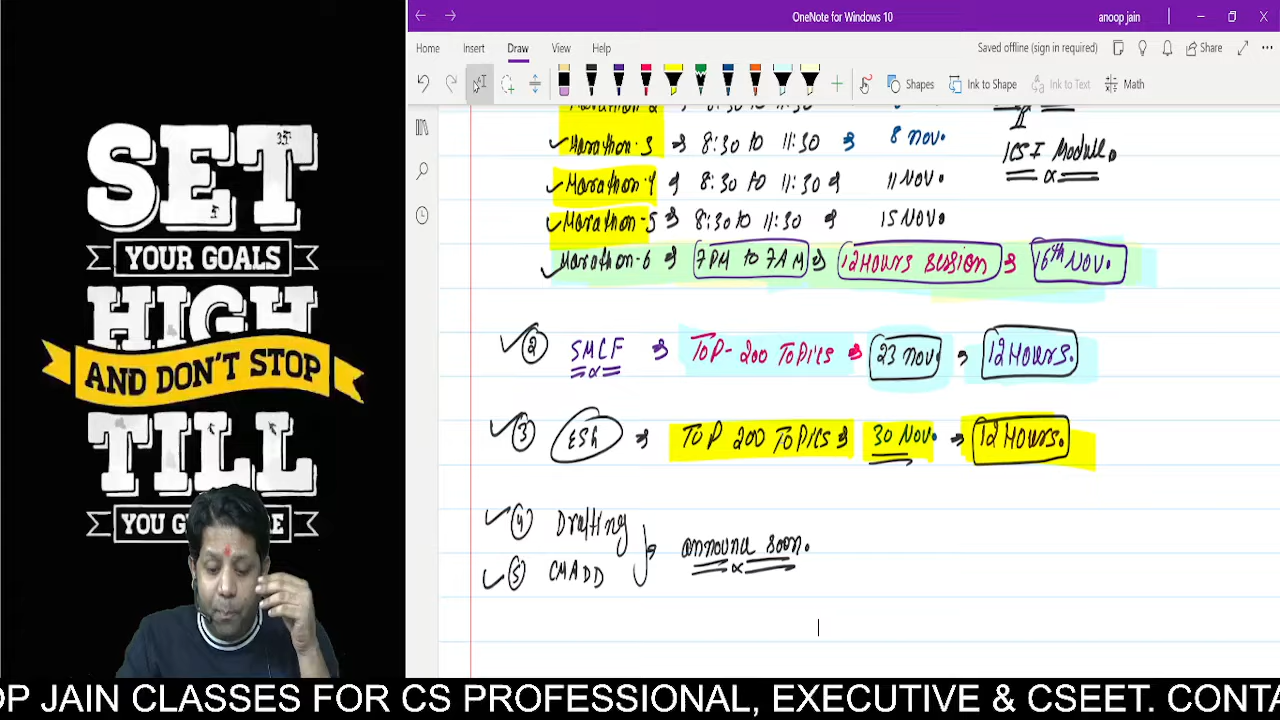 OneNote for Windows 10
anoop jain
Home Insert Draw View Help
Saved offline (sign in required)
Share
Shapes Ink to Shape Ink to Text Math
Marathon-3 ⇒ 8:30 to 11:30 ⇒ 8 nov.
ICSI Module.
Marathon-4 ⇒ 8:30 to 11:30 ⇒ 11 Nov.
Marathon-5 ⇒ 8:30 to 11:30 ⇒ 15 Nov.
Marathon-6 ⇒ 7PM to 7AM ⇒ 12 Hours session ⇒ 16th Nov.
② SMCF ⇒ TOP-200 TOPICS ⇒ 23 nov. ⇒ 12 Hours.
③ ESh ⇒ TOP 200 TOPICS ⇒ 30 Nov. ⇒ 12 Hours.
④ Drafting
announce soon.
⑤ CMADD
SET
YOUR GOALS
HIGH
AND DON'T STOP
TILL
OP JAIN CLASSES FOR CS PROFESSIONAL, EXECUTIVE & CSEET. CONTA